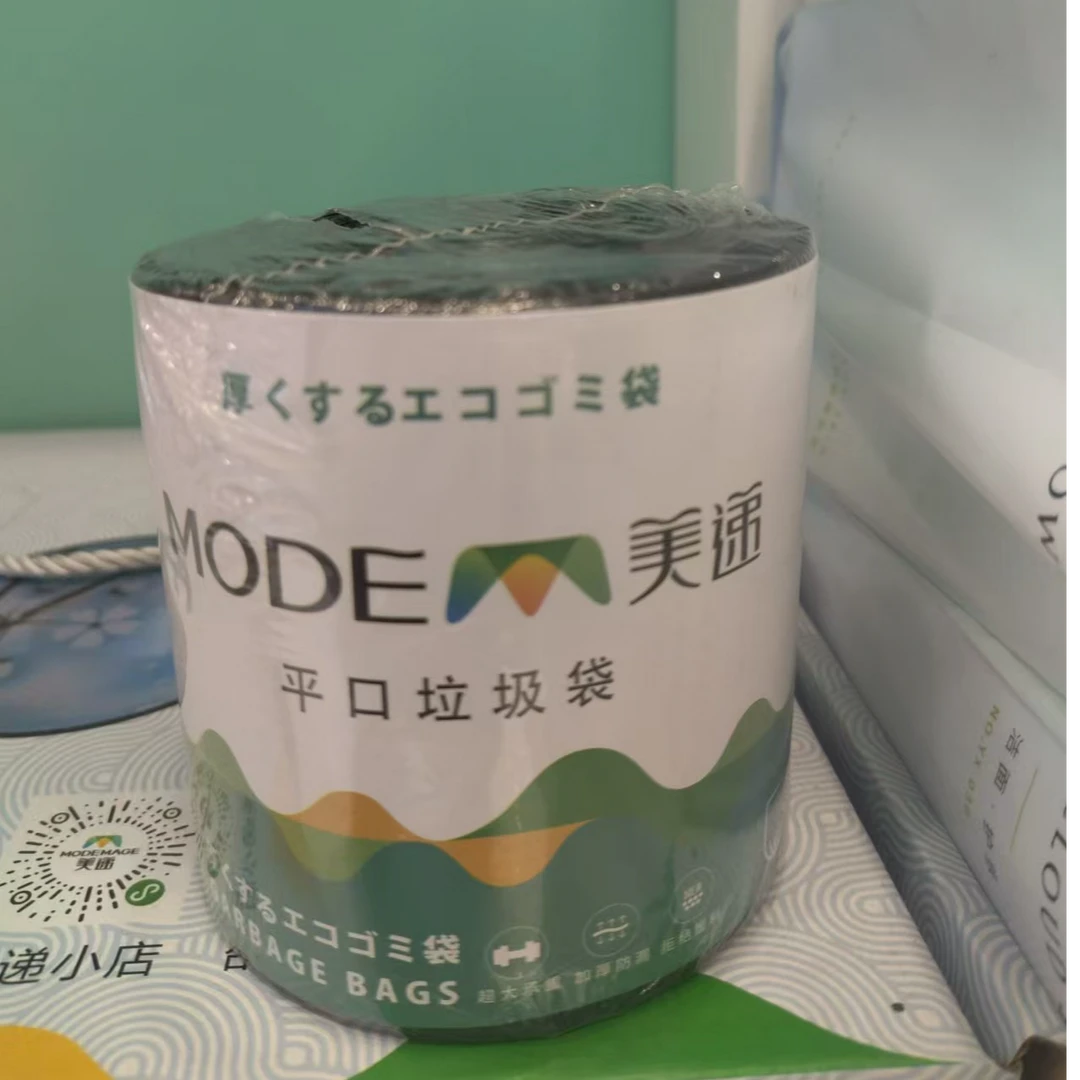 厚くするエコゴミ袋
MODE 美递
平口垃圾袋
くするエコゴミ袋
BAGE BAGS
超大承重 加厚防漏
MODEMAGE
美递
递小店